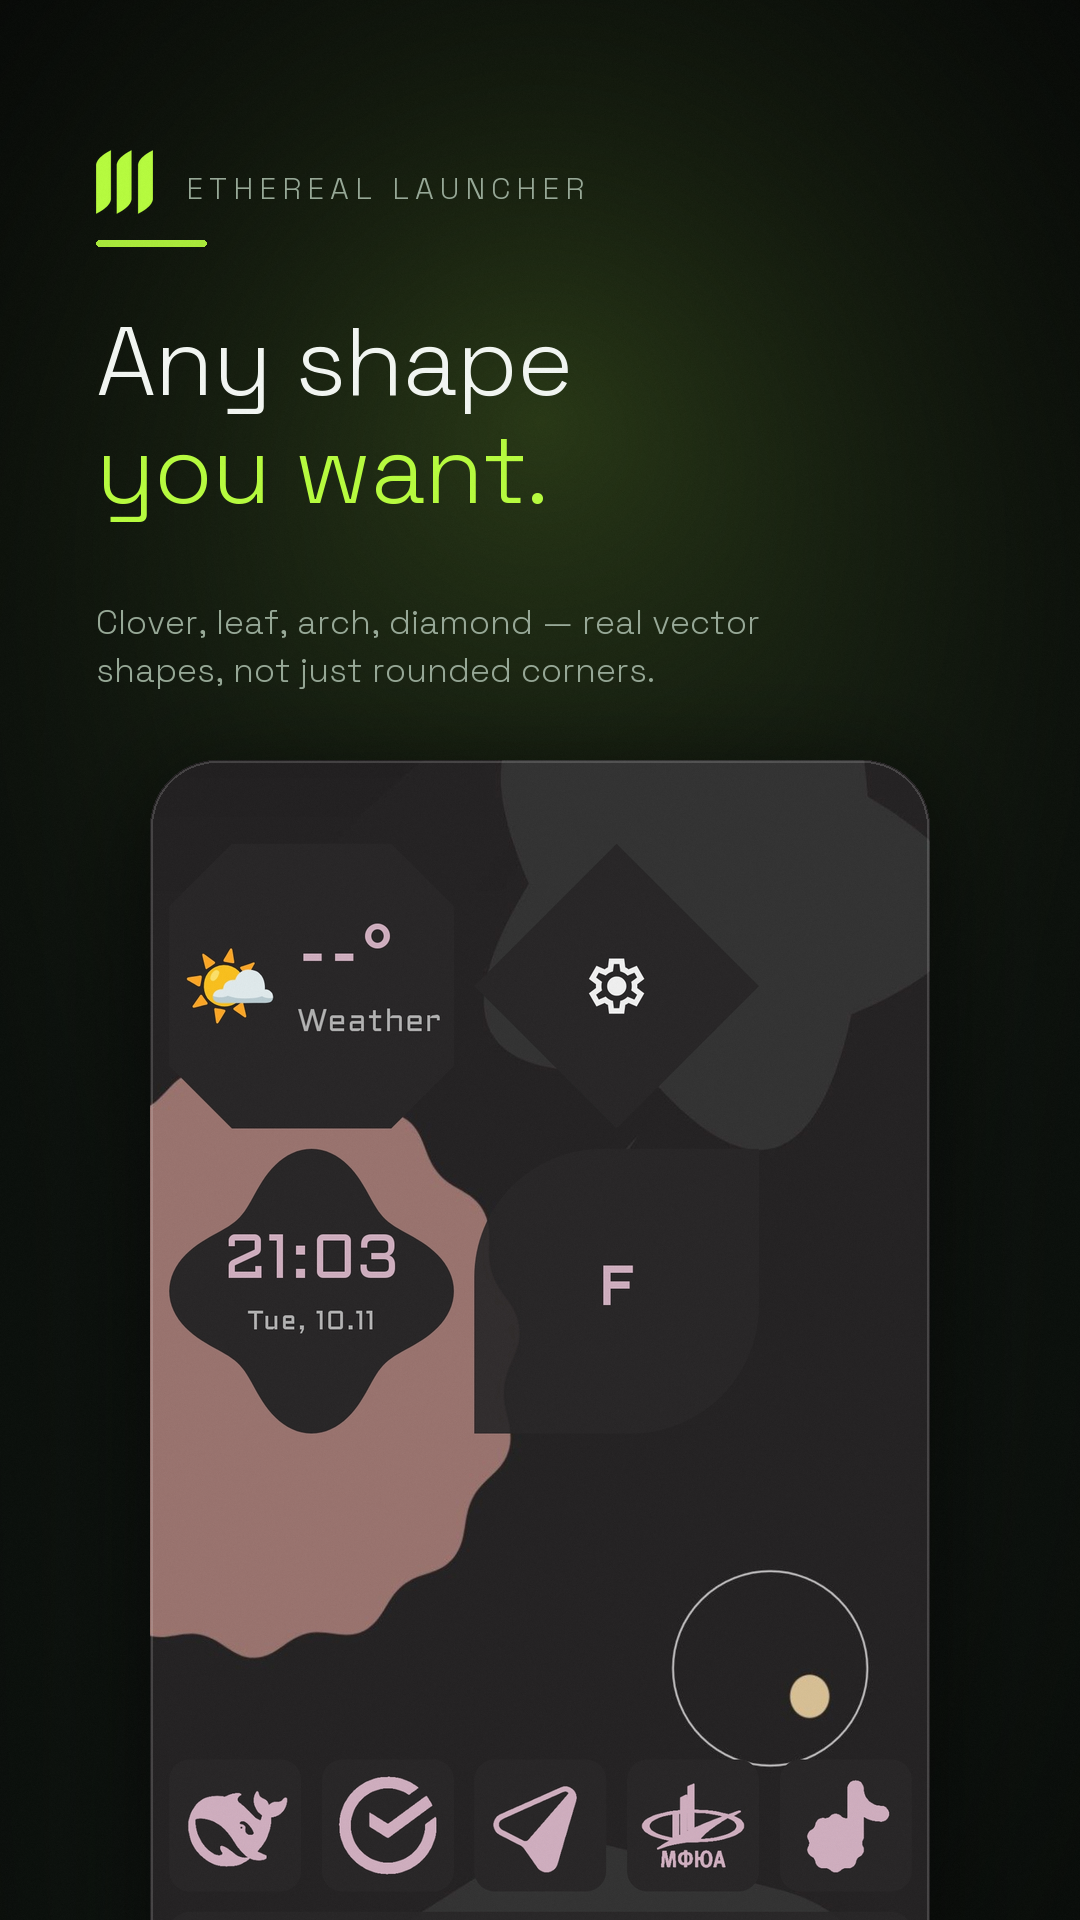 ETHEREAL LAUNCHER
Any shape
you want.
Clover, leaf, arch, diamond — real vector
shapes, not just rounded corners.
--°
Weather
21:03
Tue, 10.11
F
МФЮА